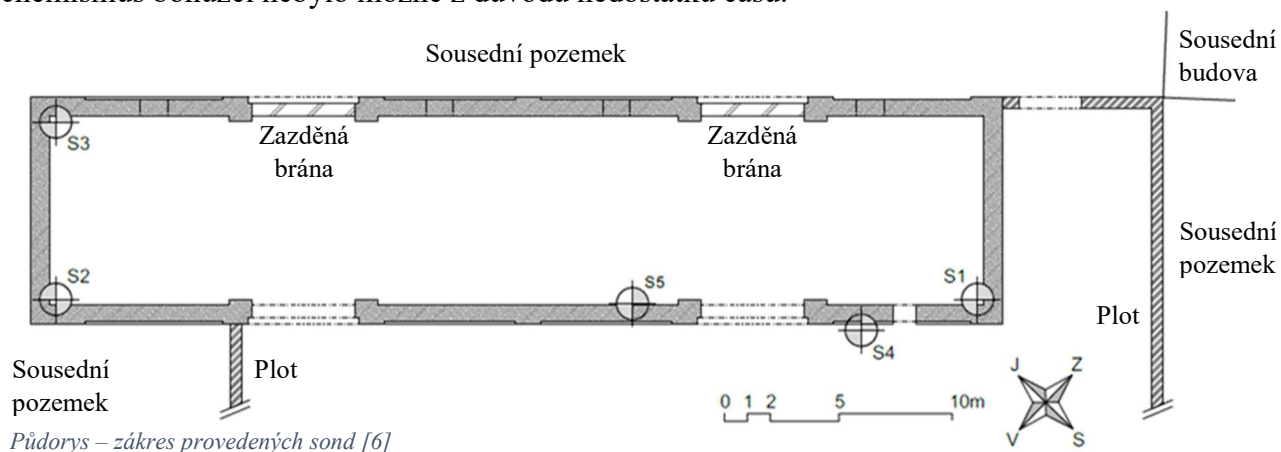 Sousední pozemek
Sousední
budova
S3
Zazděná
brána
Zazděná
brána
Sousední
pozemek
S2
S5
S1
S4
Plot
Plot
Sousední
pozemek
0 1 2 5 10m
J Z
V S
Půdorys – zákres provedených sond [6]